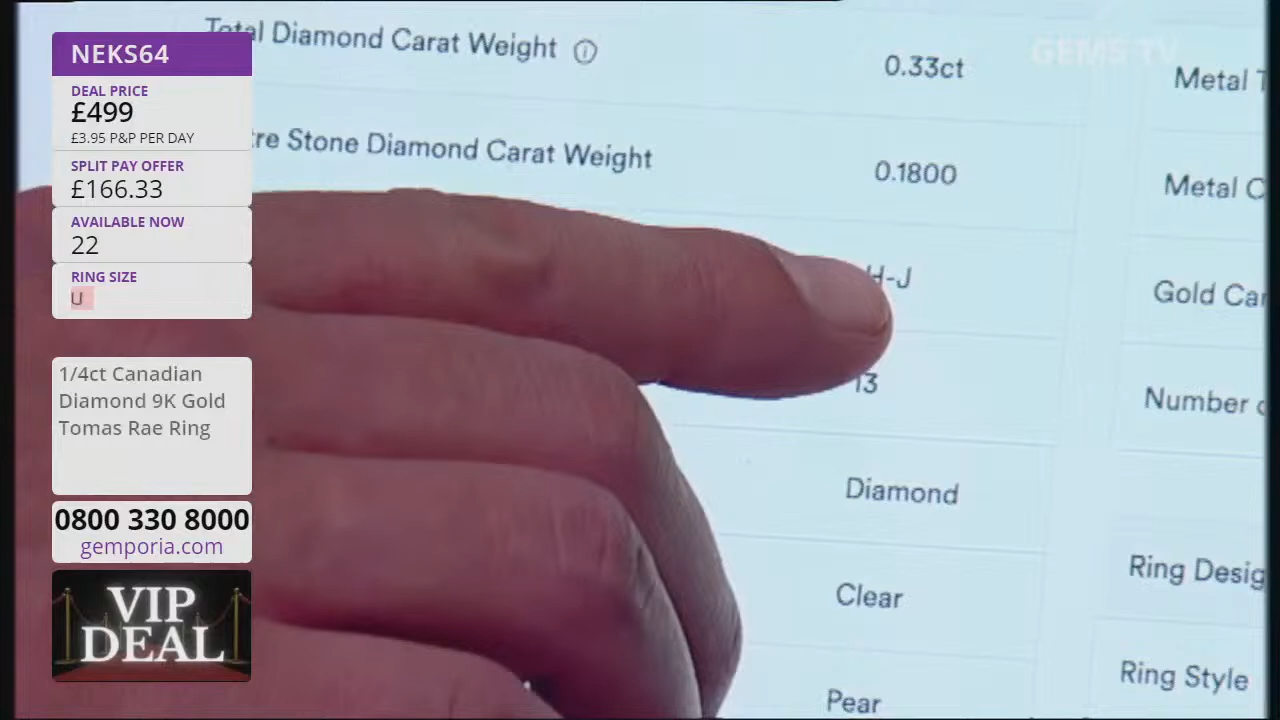 NEKS64
DEAL PRICE
£499
£3.95 P&P PER DAY
SPLIT PAY OFFER
£166.33
AVAILABLE NOW
22
RING SIZE
U
1/4ct Canadian
Diamond 9K Gold
Tomas Rae Ring
0800 330 8000
gemporia.com
VIP
DEAL
GEMS TV
Total Diamond Carat Weight
0.33ct
Stone Diamond Carat Weight
0.1800
H-J
Diamond
Clear
Pear
Metal
Metal
Gold
Number
Ring
Ring Style